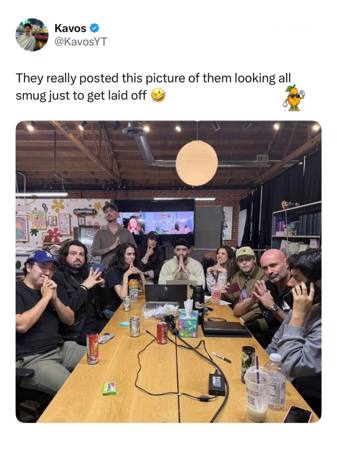 Kavos
@KavosYT
They really posted this picture of them looking all
smug just to get laid off 🤣